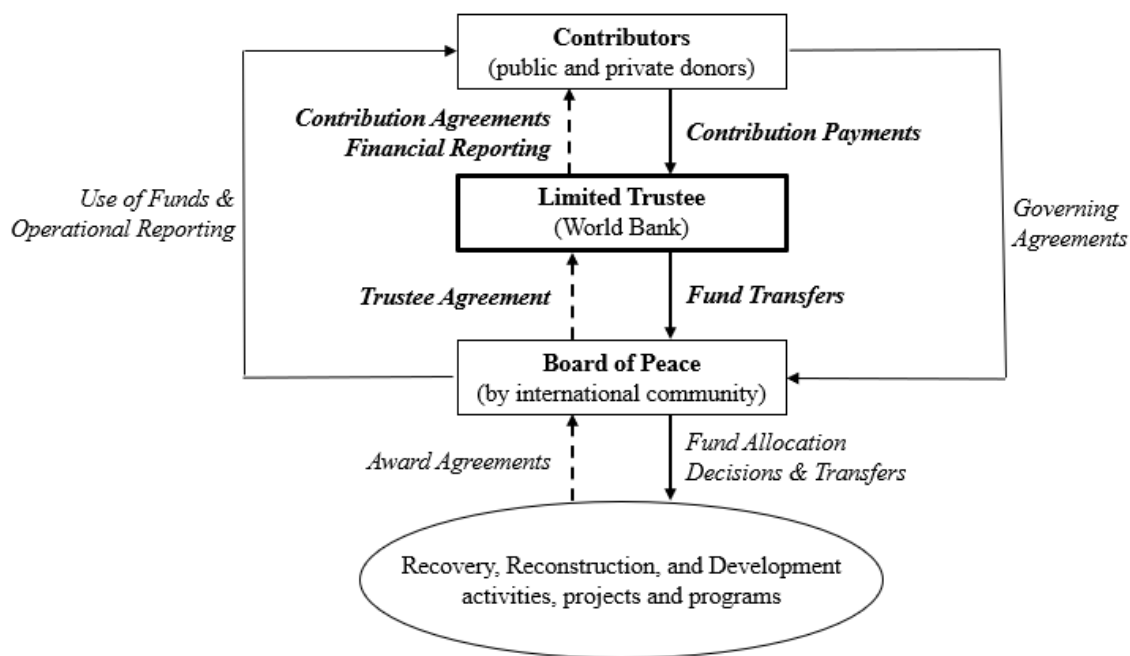 Contributors
(public and private donors)
Contribution Agreements
Financial Reporting
Contribution Payments
Limited Trustee
(World Bank)
Use of Funds &
Operational Reporting
Governing
Agreements
Trustee Agreement
Fund Transfers
Board of Peace
(by international community)
Award Agreements
Fund Allocation
Decisions & Transfers
Recovery, Reconstruction, and Development
activities, projects and programs